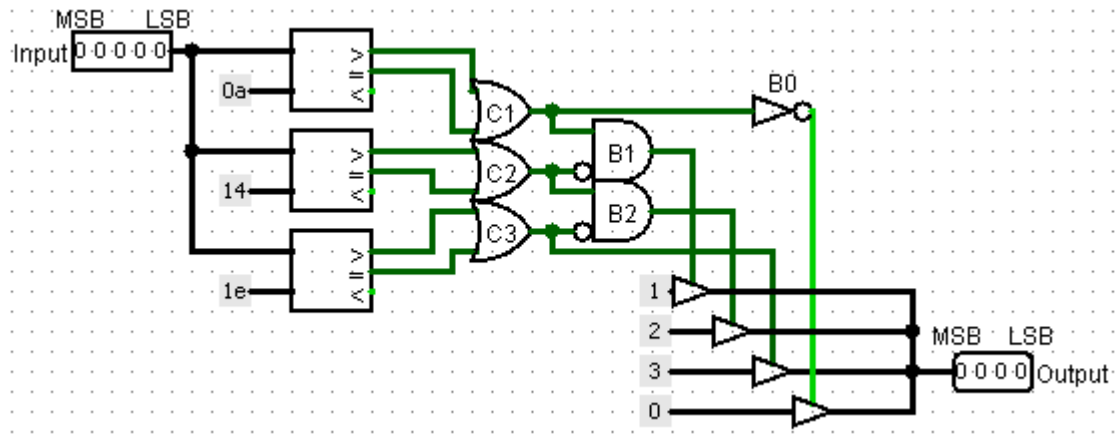 MSB LSB
Input 0 0 0 0 0
0a
> = <
14
> = <
1e
> = <
C1
C2
C3
B0
B1
B2
1
2
3
0
MSB LSB
0 0 0 0 Output